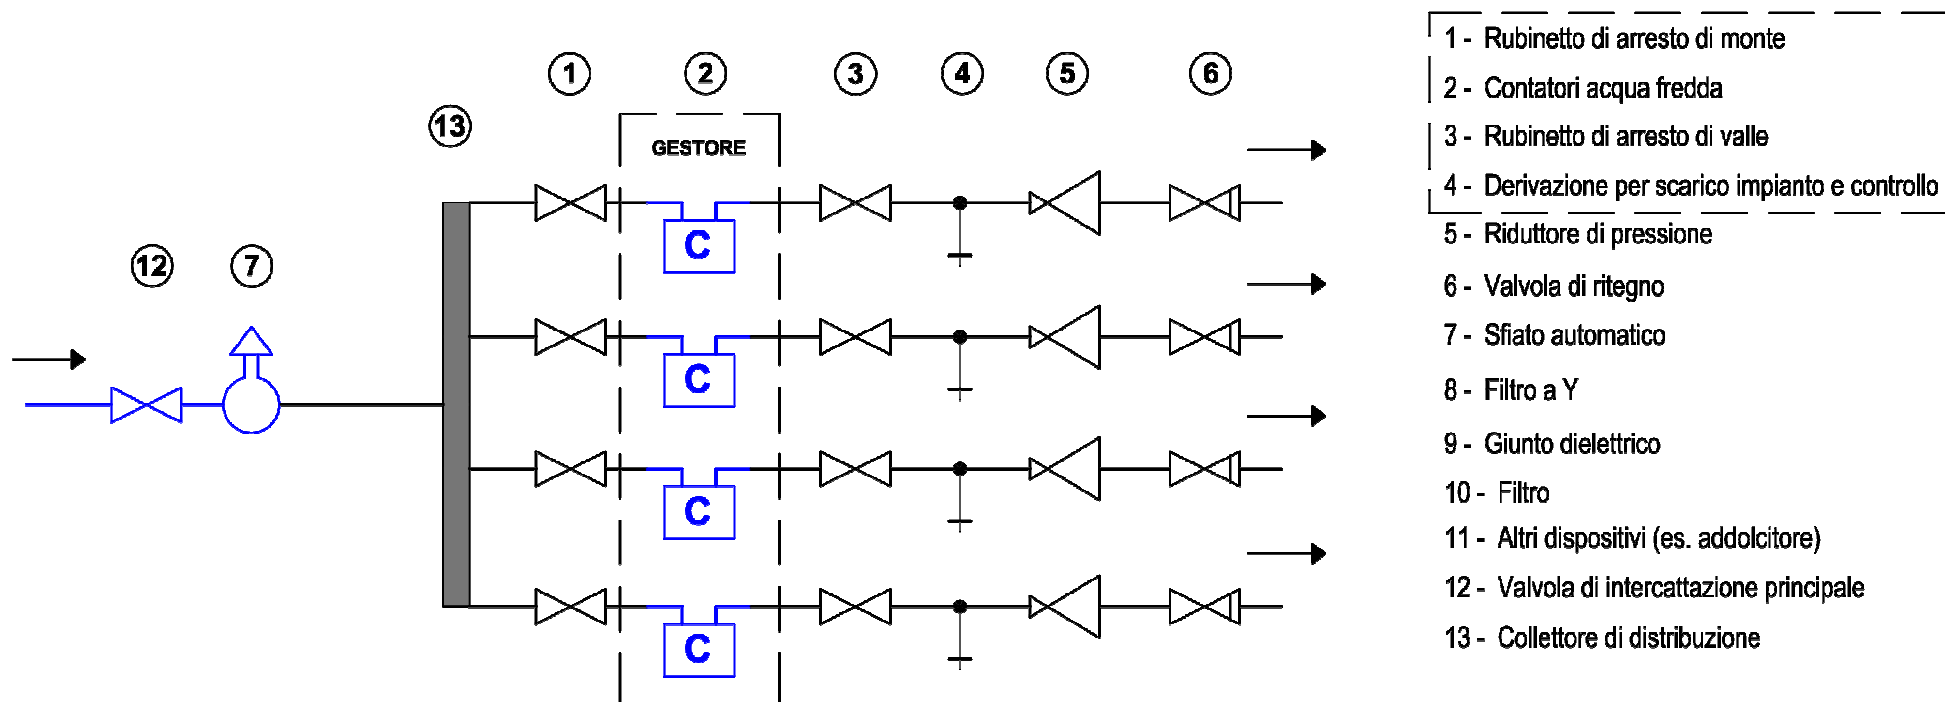 1 2 3 4 5 6
13
GESTORE
12 7
C
C
C
C
1 - Rubinetto di arresto di monte
2 - Contatori acqua fredda
3 - Rubinetto di arresto di valle
4 - Derivazione per scarico impianto e controllo
5 - Riduttore di pressione
6 - Valvola di ritegno
7 - Sfiato automatico
8 - Filtro a Y
9 - Giunto dielettrico
10 - Filtro
11 - Altri dispositivi (es. addolcitore)
12 - Valvola di intercattazione principale
13 - Collettore di distribuzione